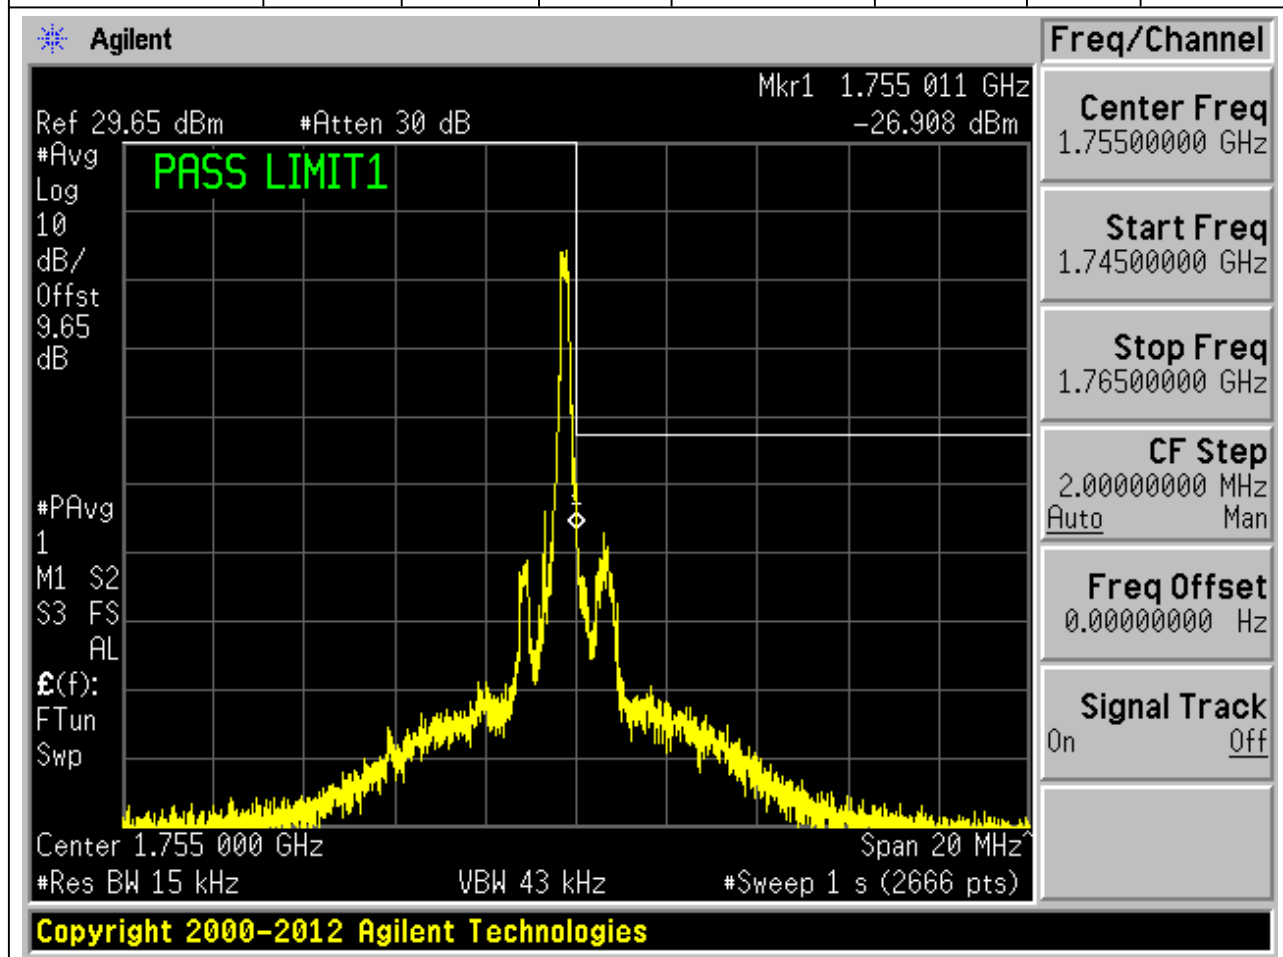 Agilent
Freq/Channel
Mkr1 1.755 011 GHz
Ref 29.65 dBm #Atten 30 dB -26.908 dBm
#Avg
Log
10
dB/
Offst
9.65
dB
PASS LIMIT1
1
#PAvg
1
M1 S2
S3 FS
AL
£(f):
FTun
Swp
Center 1.755 000 GHz Span 20 MHz^
#Res BW 15 kHz VBW 43 kHz #Sweep 1 s (2666 pts)
Center Freq
1.75500000 GHz
Start Freq
1.74500000 GHz
Stop Freq
1.76500000 GHz
CF Step
2.00000000 MHz
Auto Man
Freq Offset
0.00000000 Hz
Signal Track
On Off
Copyright 2000-2012 Agilent Technologies